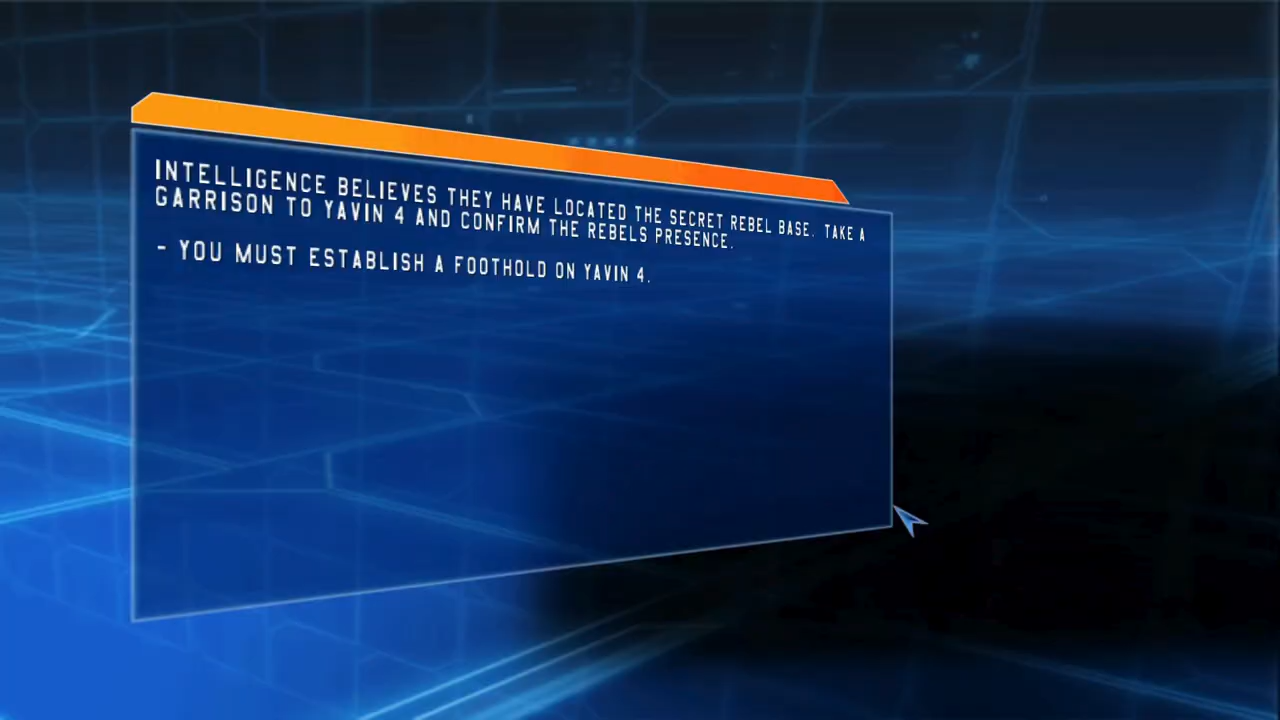 INTELLIGENCE BELIEVES THEY HAVE LOCATED THE SECRET REBEL BASE. TAKE A
GARRISON TO YAVIN 4 AND CONFIRM THE REBELS PRESENCE.
- YOU MUST ESTABLISH A FOOTHOLD ON YAVIN 4.